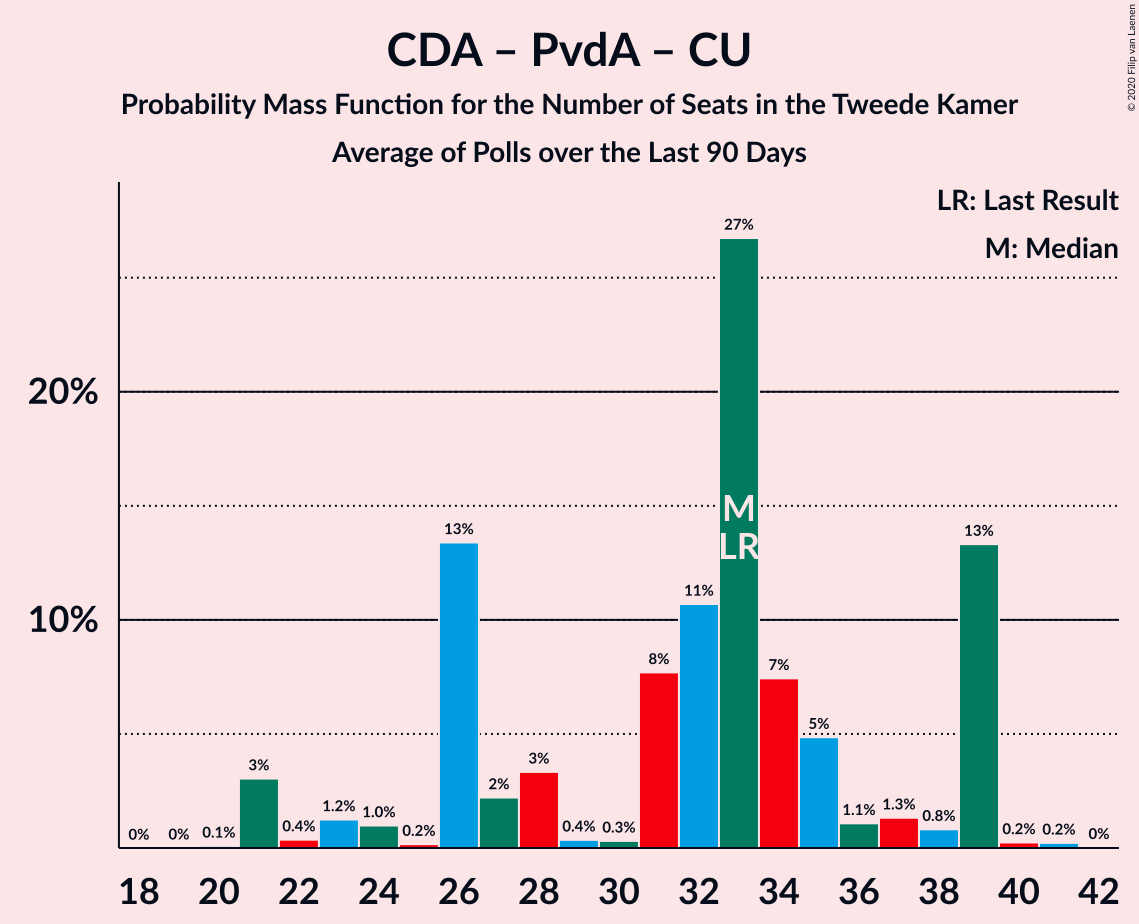 CDA – PvdA – CU
Probability Mass Function for the Number of Seats in the Tweede Kamer
Average of Polls over the Last 90 Days
© 2020 Filip van Laenen
LR: Last Result
M: Median
20%
10%
0% 0% 0.1% 3% 0.4% 1.2% 1.0% 0.2% 13% 2% 3% 0.4% 0.3% 8% 11% 27% 7% 5% 1.1% 1.3% 0.8% 13% 0.2% 0.2% 0%
M
LR
18 20 22 24 26 28 30 32 34 36 38 40 42